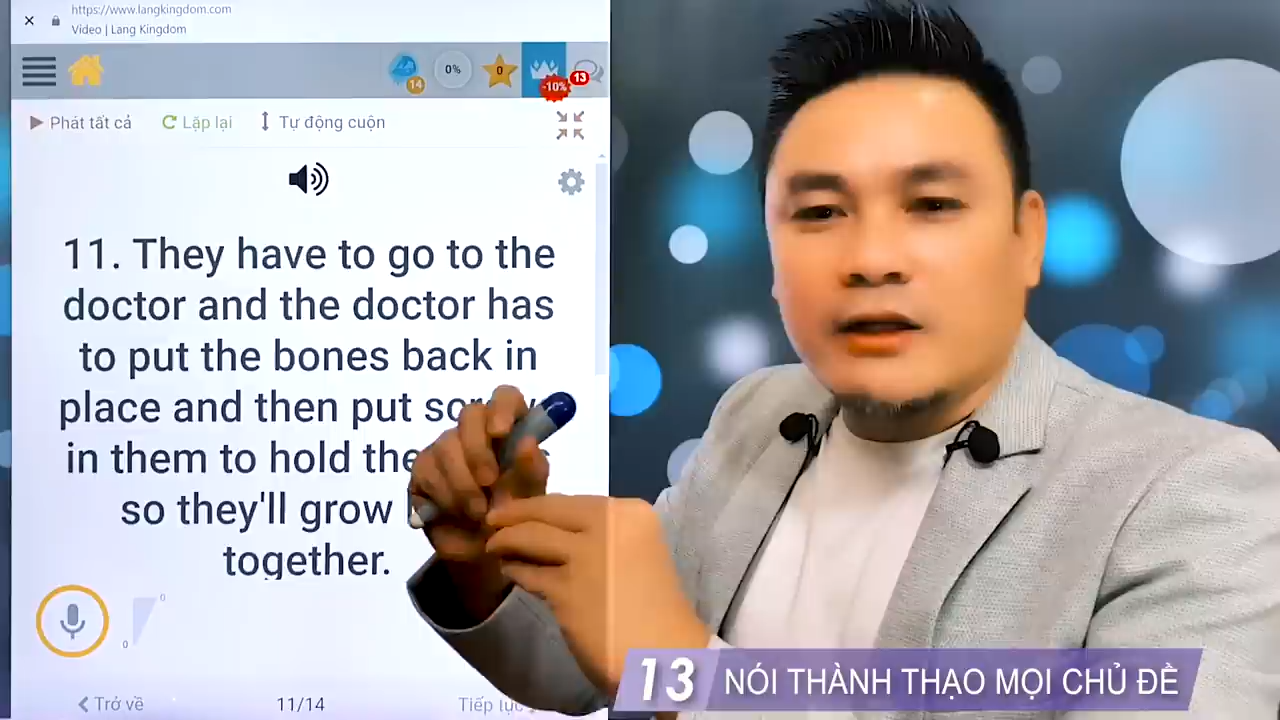 https://www.langkingdom.com
Video | Lang Kingdom
14
0%
0
-10%
13
Phát tất cả
Lặp lại
Tự động cuộn
11. They have to go to the
doctor and the doctor has
to put the bones back in
place and then put
in them to hold the
so they'll grow
together.
0
0
Trở về
11/14
Tiếp tục
13 NÓI THÀNH THẠO MỌI CHỦ ĐỀ